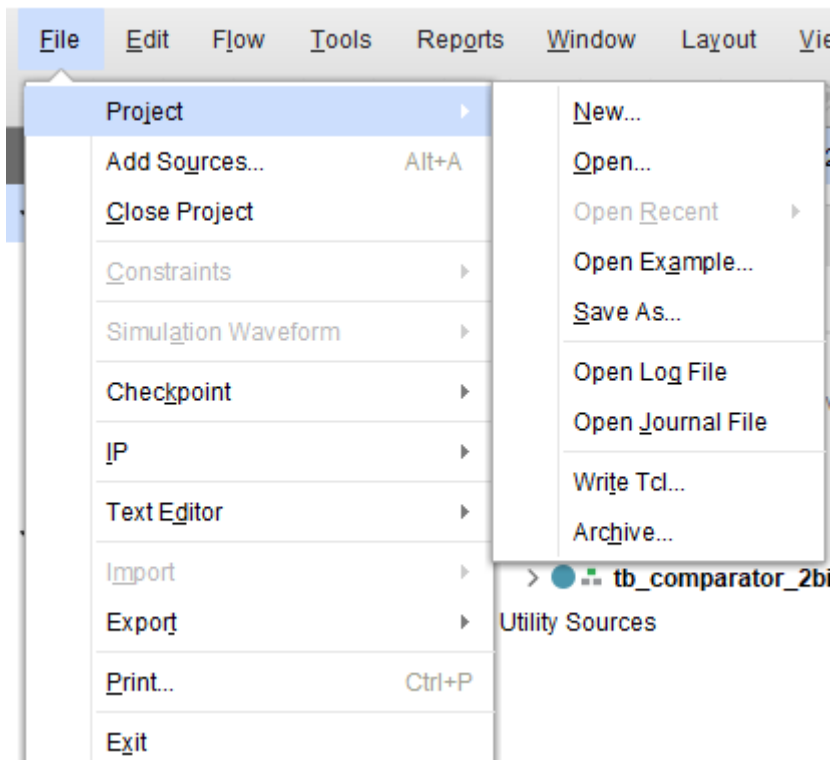 File Edit Flow Tools Reports Window Layout
Project
Add Sources... Alt+A
Close Project
Constraints
Simulation Waveform
Checkpoint
IP
Text Editor
Import
Export
Print... Ctrl+P
Exit
New...
Open...
Open Recent
Open Example...
Save As...
Open Log File
Open Journal File
Write Tcl...
Archive...
tb_comparator_2bi
Utility Sources